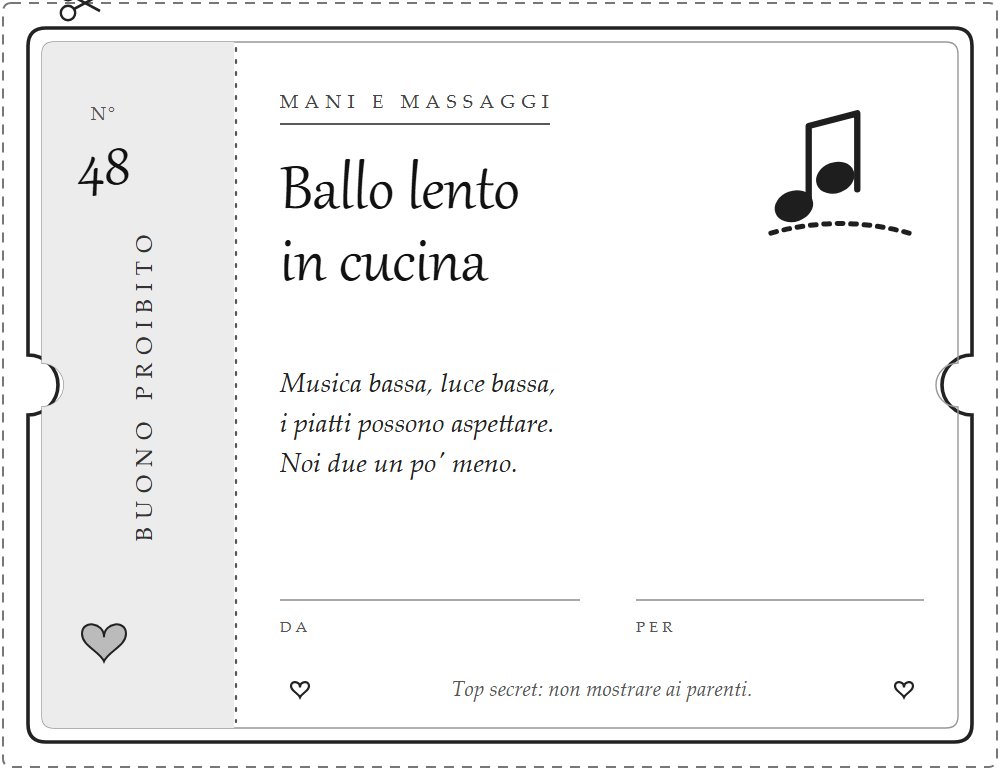 N°
48
BUONO PROIBITO
MANI E MASSAGGI
Ballo lento
in cucina
Musica bassa, luce bassa,
i piatti possono aspettare.
Noi due un po’ meno.
DA
PER
Top secret: non mostrare ai parenti.